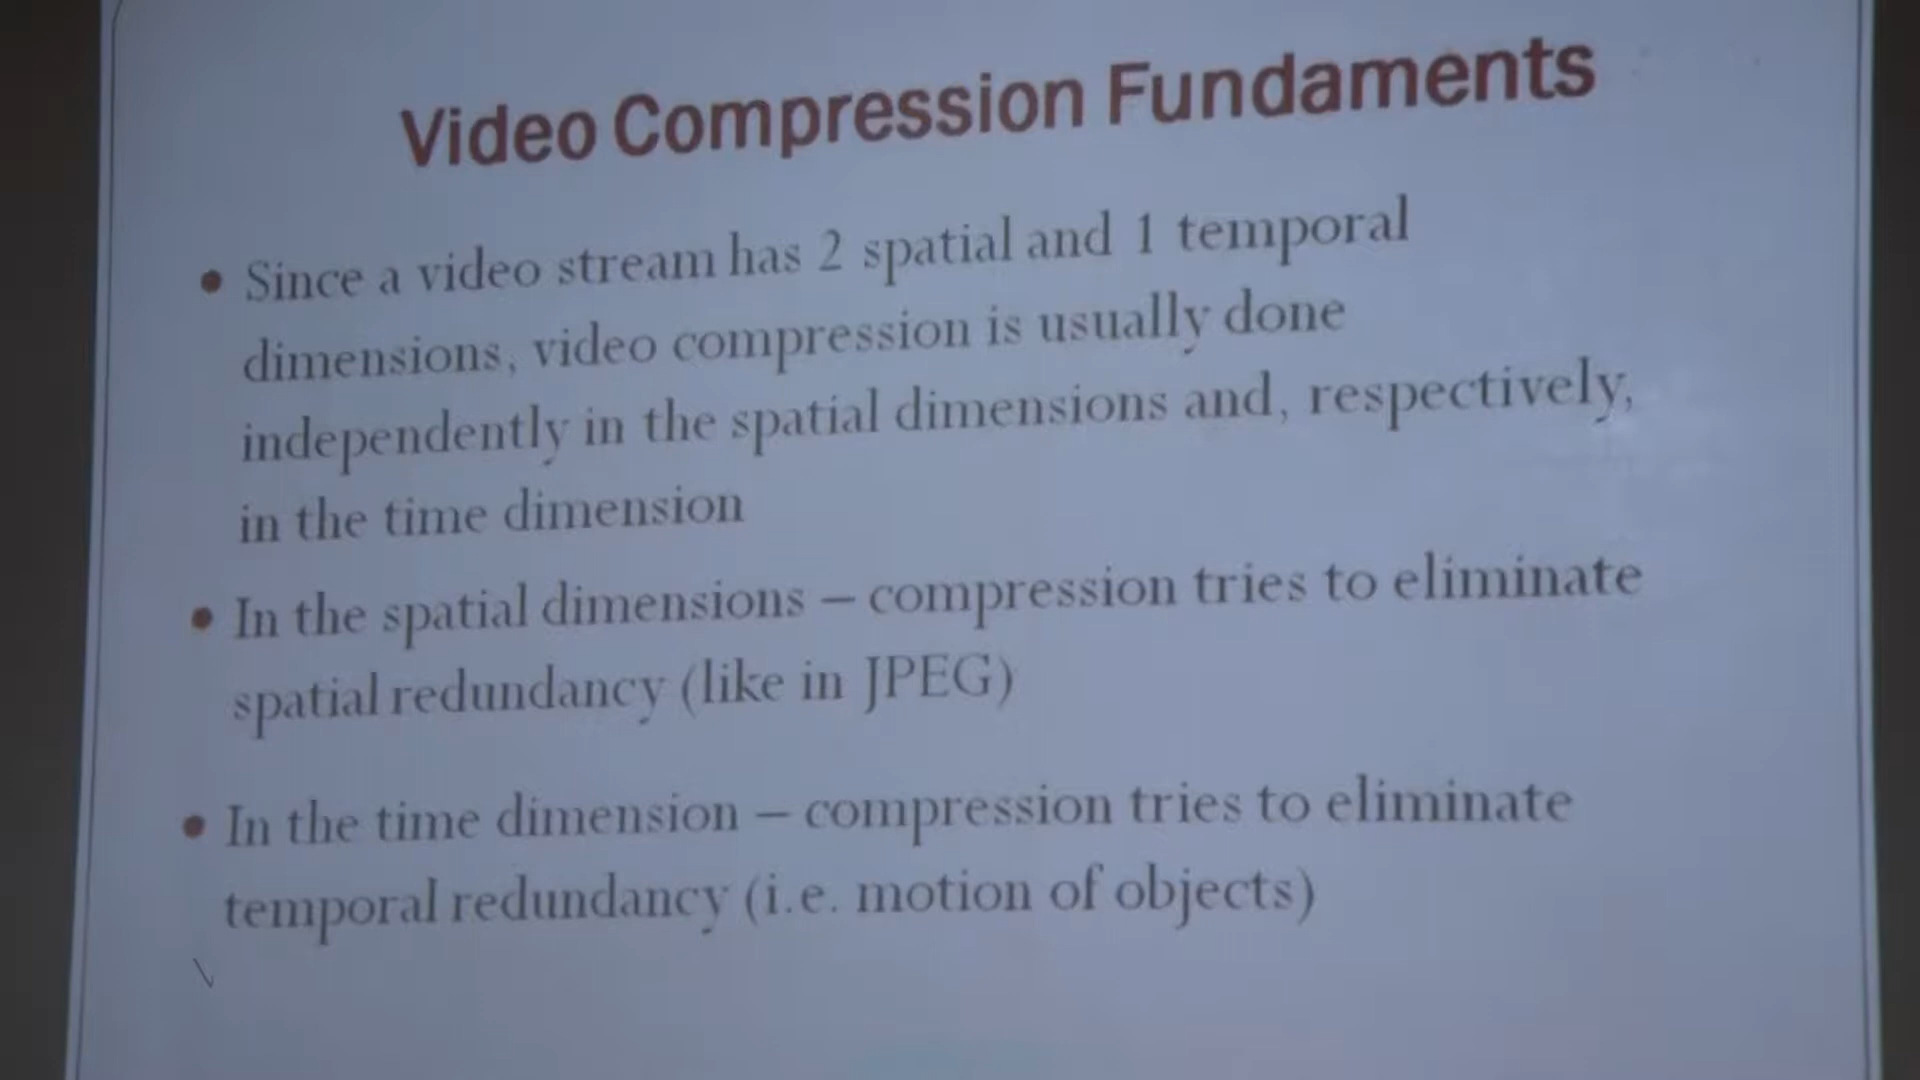 Video Compression Fundaments
• Since a video stream has 2 spatial and 1 temporal
dimensions, video compression is usually done
independently in the spatial dimensions and, respectively,
in the time dimension
• In the spatial dimensions – compression tries to eliminate
spatial redundancy (like in JPEG)
• In the time dimension – compression tries to eliminate
temporal redundancy (i.e. motion of objects)